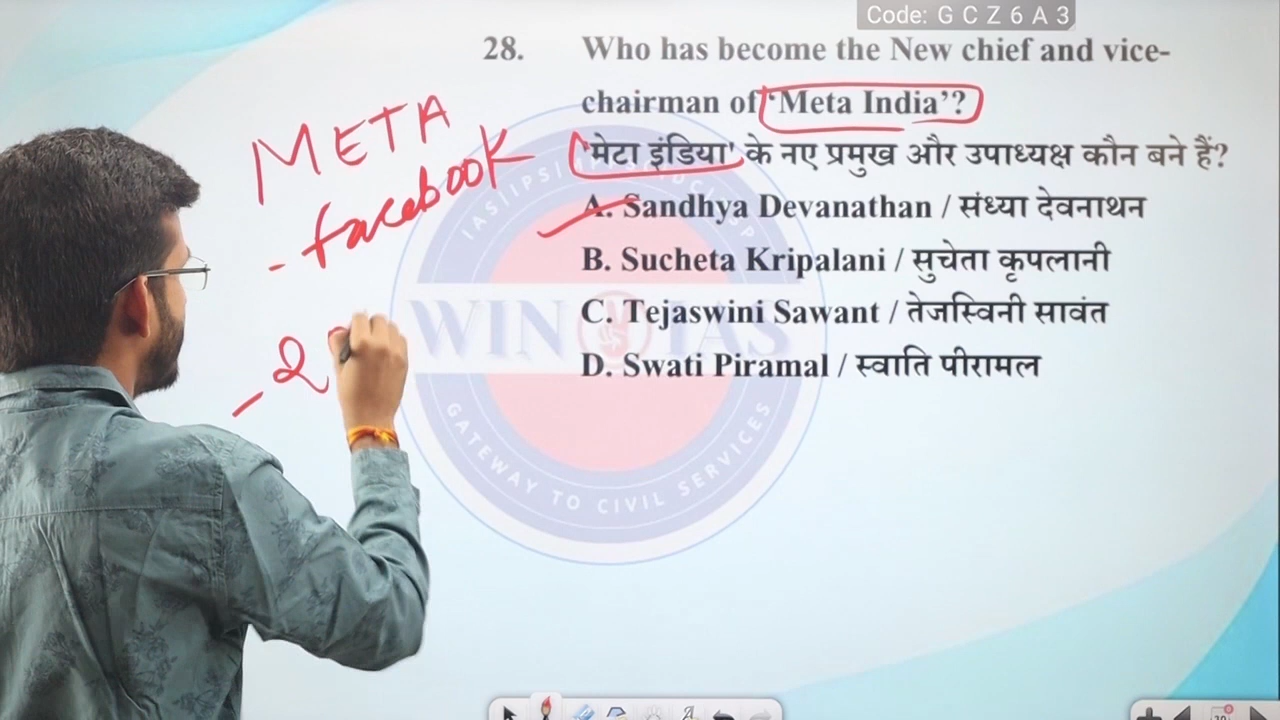 Code: G C Z 6 A 3
28. Who has become the New chief and vice-
chairman of 'Meta India'?
'मेटा इंडिया' के नए प्रमुख और उपाध्यक्ष कौन बने हैं?
A. Sandhya Devanathan / संध्या देवनाथन
B. Sucheta Kripalani / सुचेता कृपलानी
C. Tejaswini Sawant / तेजस्विनी सावंत
D. Swati Piramal / स्वाति पीरामल
META
- facebook
- 2
WIN IAS
GATEWAY TO CIVIL SERVICES